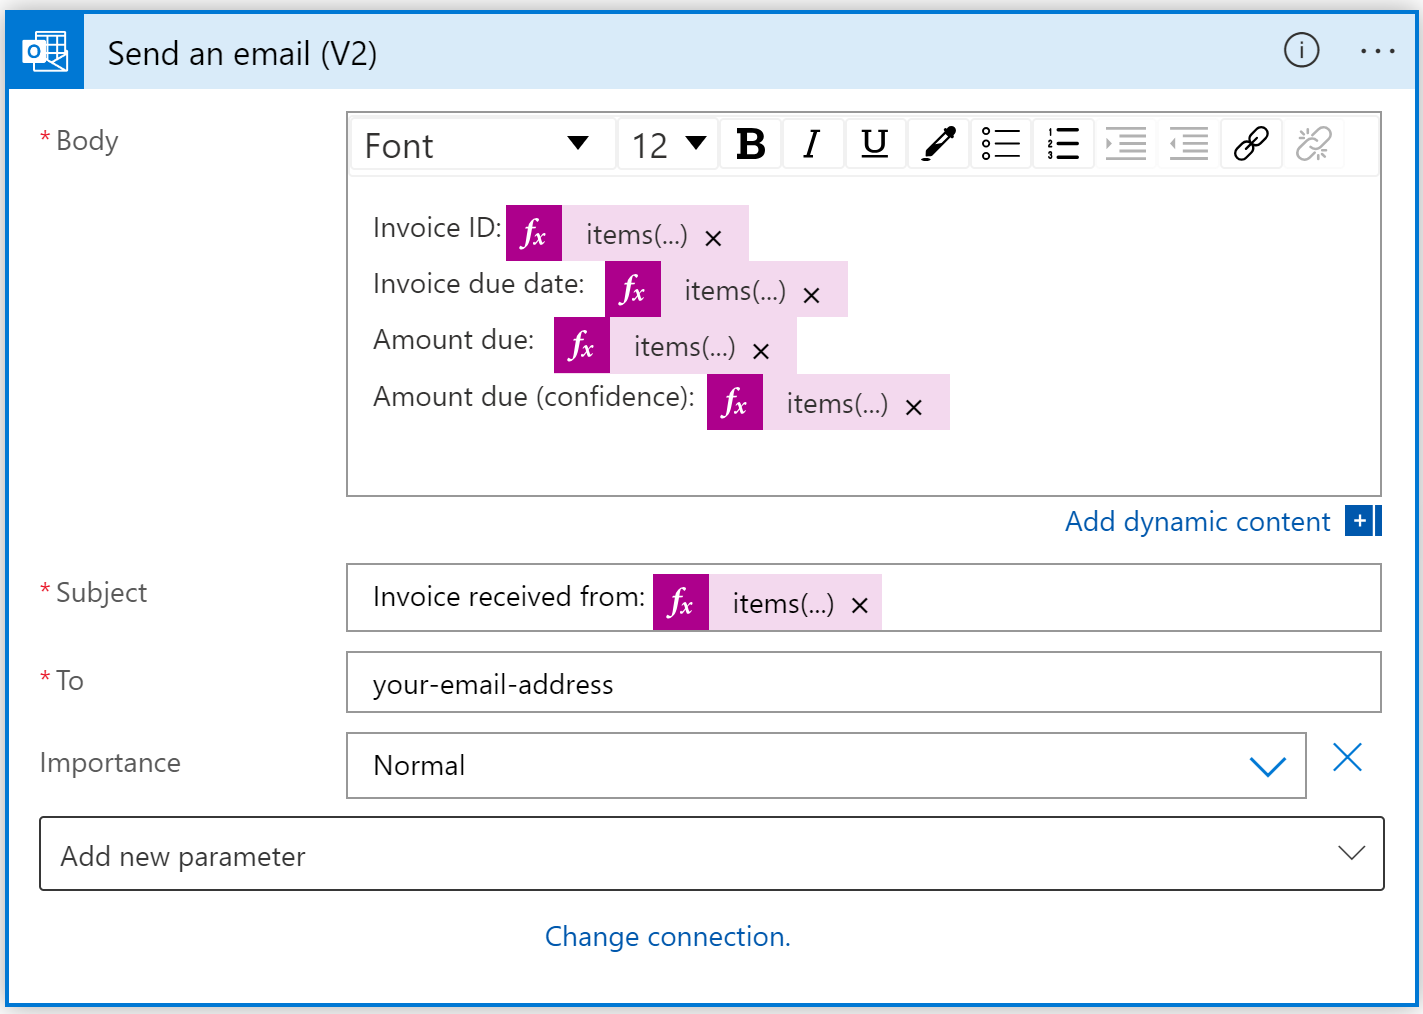 Send an email (V2)
* Body
Font 12 B I U
Invoice ID: fx items(...) ×
Invoice due date: fx items(...) ×
Amount due: fx items(...) ×
Amount due (confidence): fx items(...) ×
Add dynamic content
* Subject
Invoice received from: fx items(...) ×
* To
your-email-address
Importance
Normal
Add new parameter
Change connection.